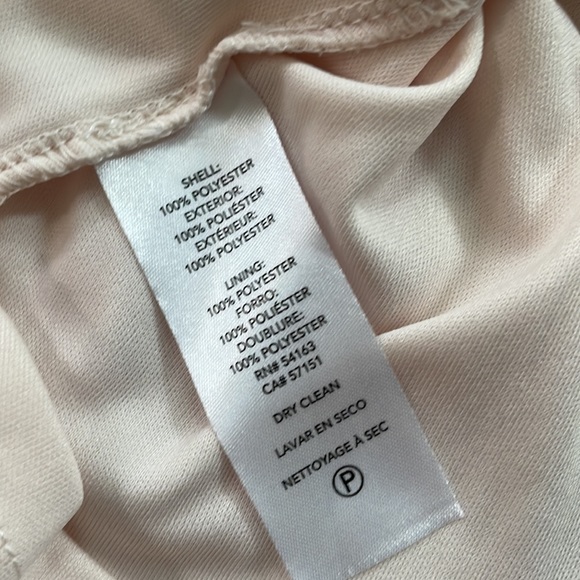 SHELL:
100% POLYESTER
EXTERIOR:
100% POLIÉSTER
EXTÉRIEUR:
100% POLYESTER
LINING:
100% POLYESTER
FORRO:
100% POLIÉSTER
DOUBLURE:
100% POLYESTER
RN# 54163
CA# 57151
DRY CLEAN
LAVAR EN SECO
NETTOYAGE À SEC
P